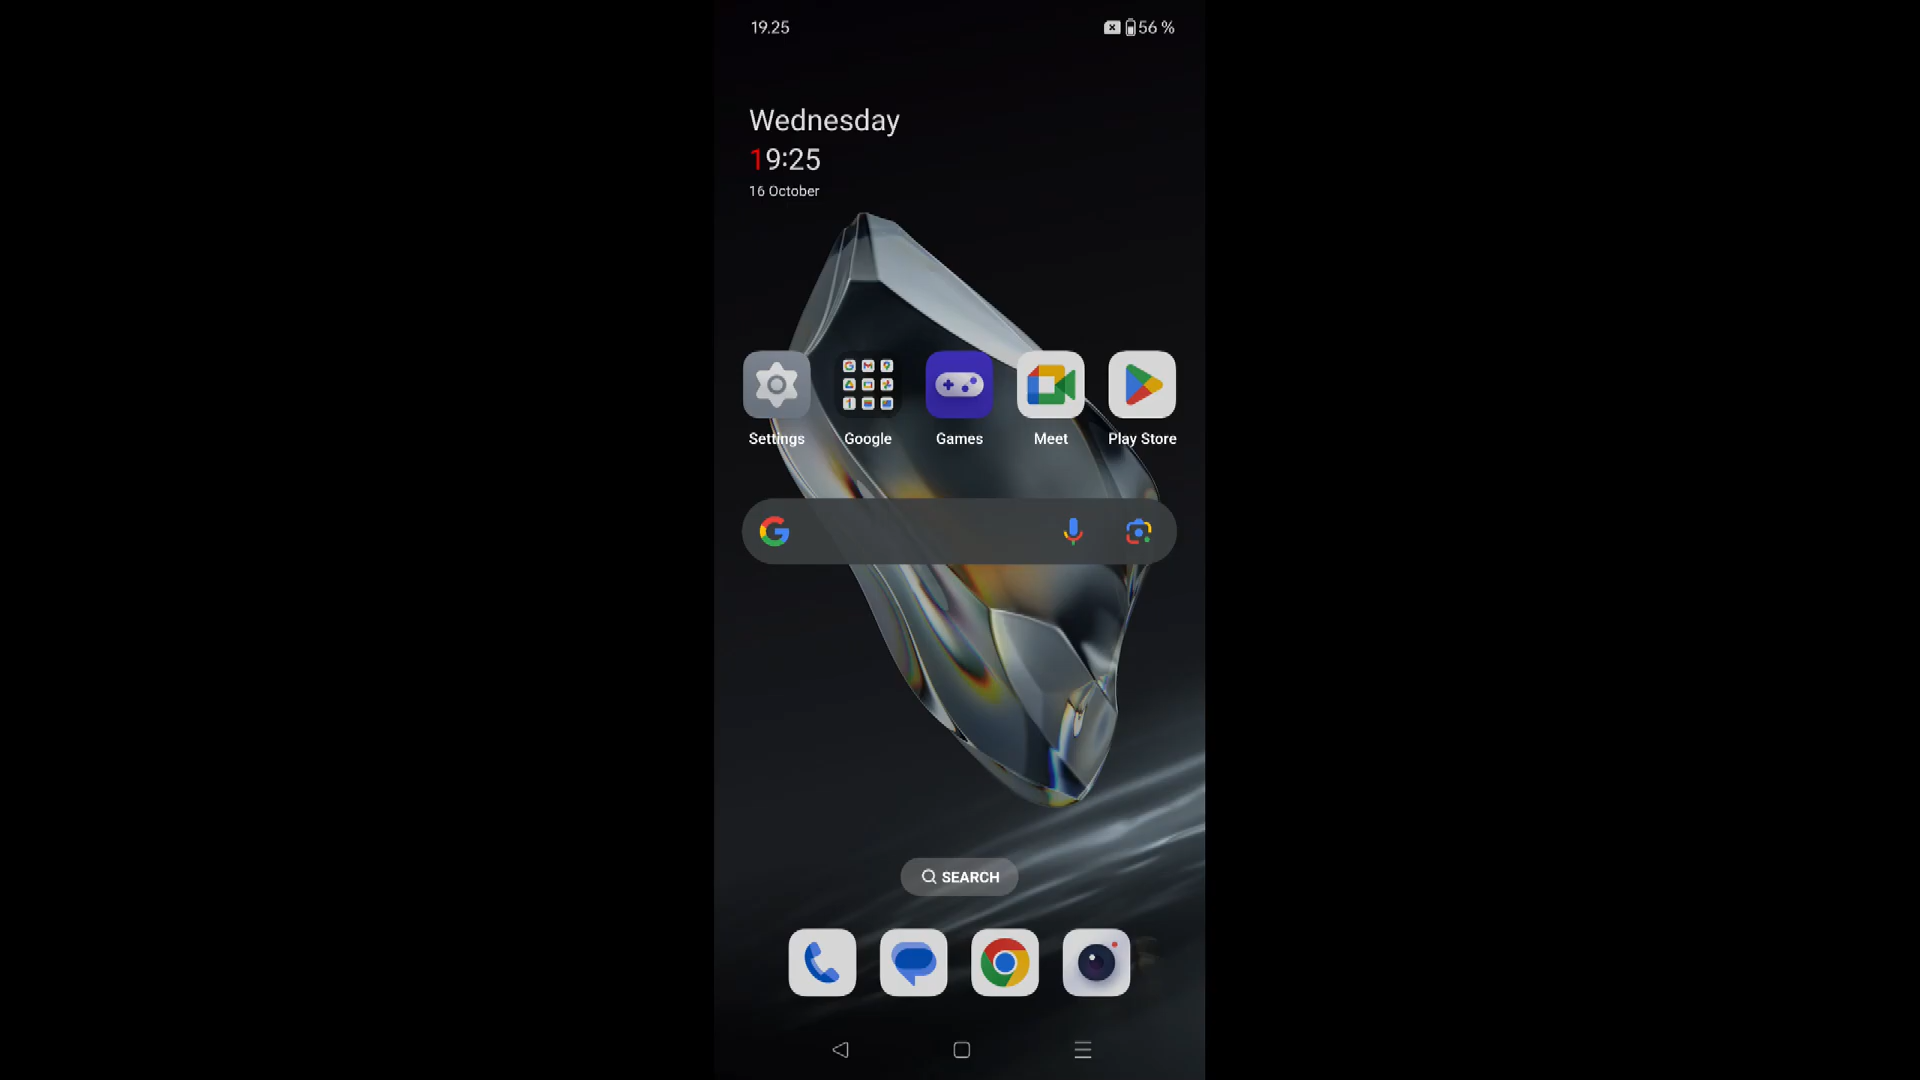 19.25
56 %
Wednesday
19:25
16 October
Settings
Google
Games
Meet
Play Store
SEARCH